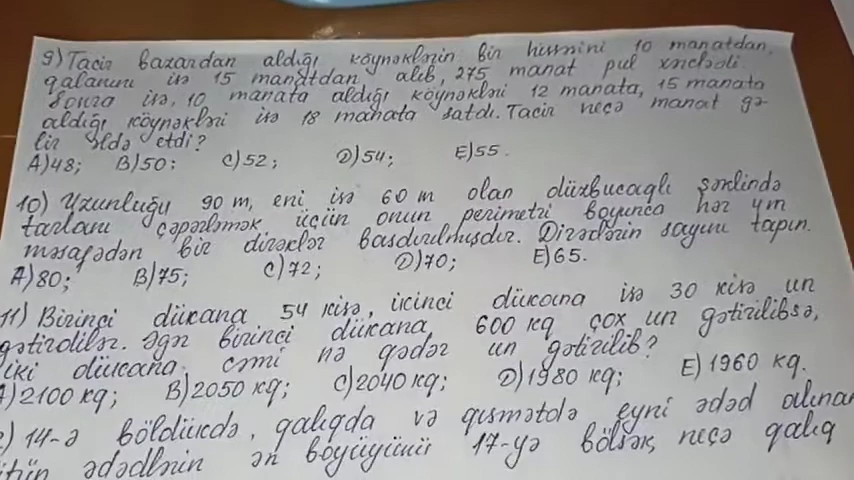 9) Tacir bazardan aldığı köynəklərin bir hissəsini 10 manatdan,
qalanını isə 15 manatdan alıb, 275 manat pul xərclədi.
Sonra isə, 10 manata aldığı köynəkləri 12 manata, 15 manata
aldığı köynəkləri isə 18 manata satdı. Tacir neçə manat gə-
lir əldə etdi?
A) 48; B) 50; C) 52; D) 54; E) 55.
10) Uzunluğu 90 m, eni isə 60 m olan düzbucaqlı şəklində
tarlanı çəpərləmək üçün onun perimetri boyunca hər 4m
məsafədən bir dirəklər basdırılmışdır. Dirəklərin sayını tapın.
A) 80; B) 75; C) 72; D) 70; E) 65.
11) Birinci dükana 54 kisə, ikinci dükana isə 30 kisə un
gətirdilər. Əgər birinci dükana 600 kq çox un gətirilibsə,
iki dükana cəmi nə qədər un gətirilib?
A) 2100 kq; B) 2050 kq; C) 2040 kq; D) 1980 kq; E) 1960 kq.
2) 14-ə böldükdə, qalıqda və qismətdə eyni ədəd alınan
bütün ədədlərin ən böyüyünü 17-yə bölsək, neçə qalıq